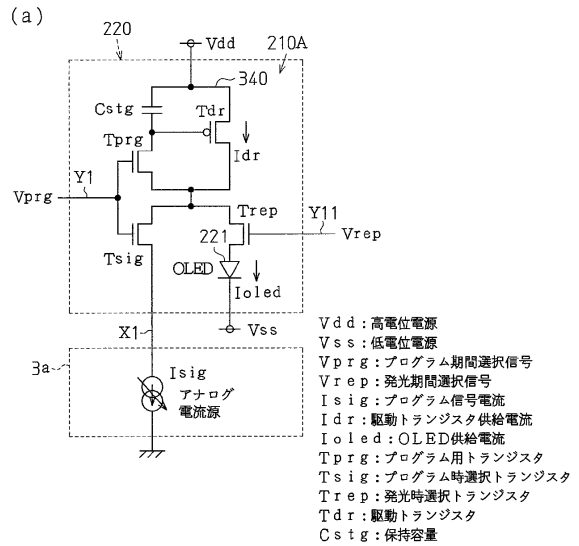 (a)
220
Vdd
210A
340
Cstg
Tdr
Tprg
Idr
Y1
Vprg
Trep
Y11
Vrep
221
Tsig
OLED
Ioled
X1
Vss
3a
Isig
アナログ
電流源
Vdd:高電位電源
Vss:低電位電源
Vprg:プログラム期間選択信号
Vrep:発光期間選択信号
Isig:プログラム信号電流
Idr:駆動トランジスタ供給電流
Ioled:OLED供給電流
Tprg:プログラム用トランジスタ
Tsig:プログラム時選択トランジスタ
Trep:発光時選択トランジスタ
Tdr:駆動トランジスタ
Cstg:保持容量